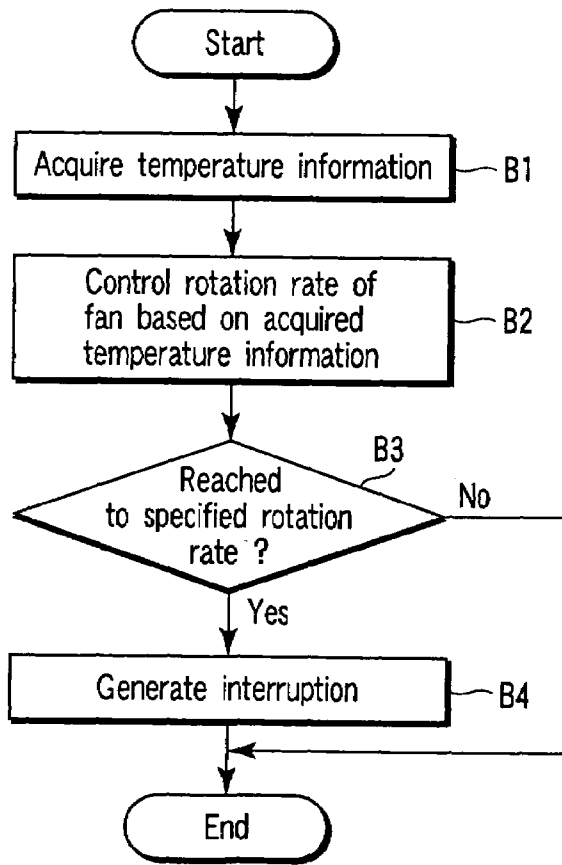 Start
Acquire temperature information
B1
Control rotation rate of
fan based on acquired
temperature information
B2
B3
Reached
to specified rotation
rate ?
No
Yes
Generate interruption
B4
End